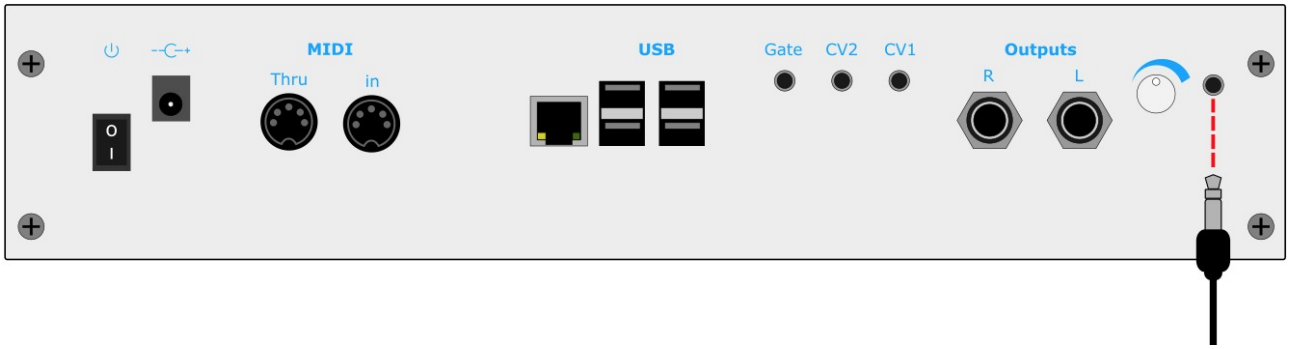 MIDI
USB
Gate CV2 CV1
Outputs
Thru in
R L
O
I